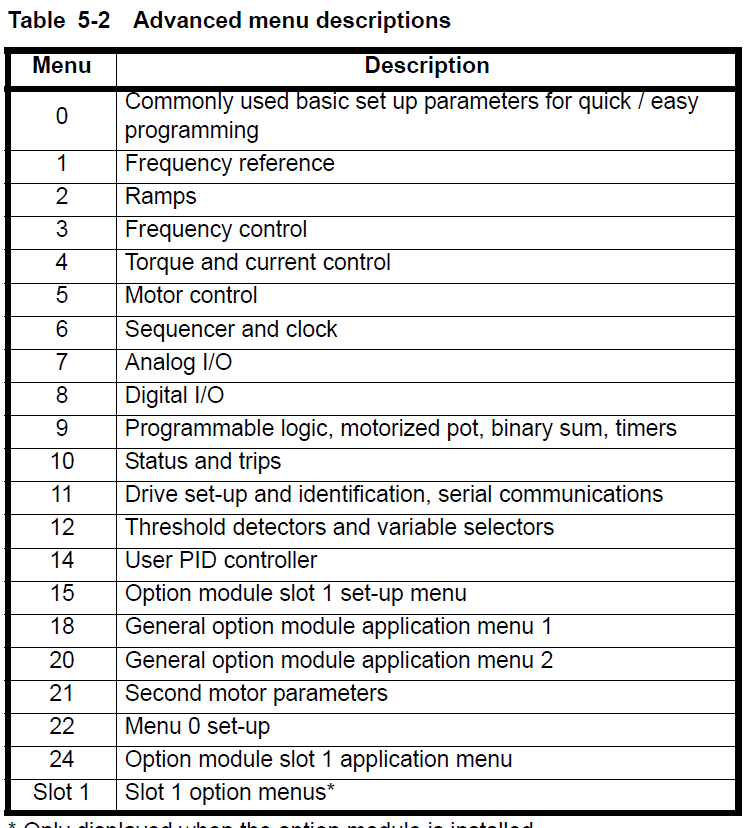 Table 5-2 Advanced menu descriptions
Menu Description
0 Commonly used basic set up parameters for quick / easy
programming
1 Frequency reference
2 Ramps
3 Frequency control
4 Torque and current control
5 Motor control
6 Sequencer and clock
7 Analog I/O
8 Digital I/O
9 Programmable logic, motorized pot, binary sum, timers
10 Status and trips
11 Drive set-up and identification, serial communications
12 Threshold detectors and variable selectors
14 User PID controller
15 Option module slot 1 set-up menu
18 General option module application menu 1
20 General option module application menu 2
21 Second motor parameters
22 Menu 0 set-up
24 Option module slot 1 application menu
Slot 1 Slot 1 option menus*
* Only displayed when the option module is installed